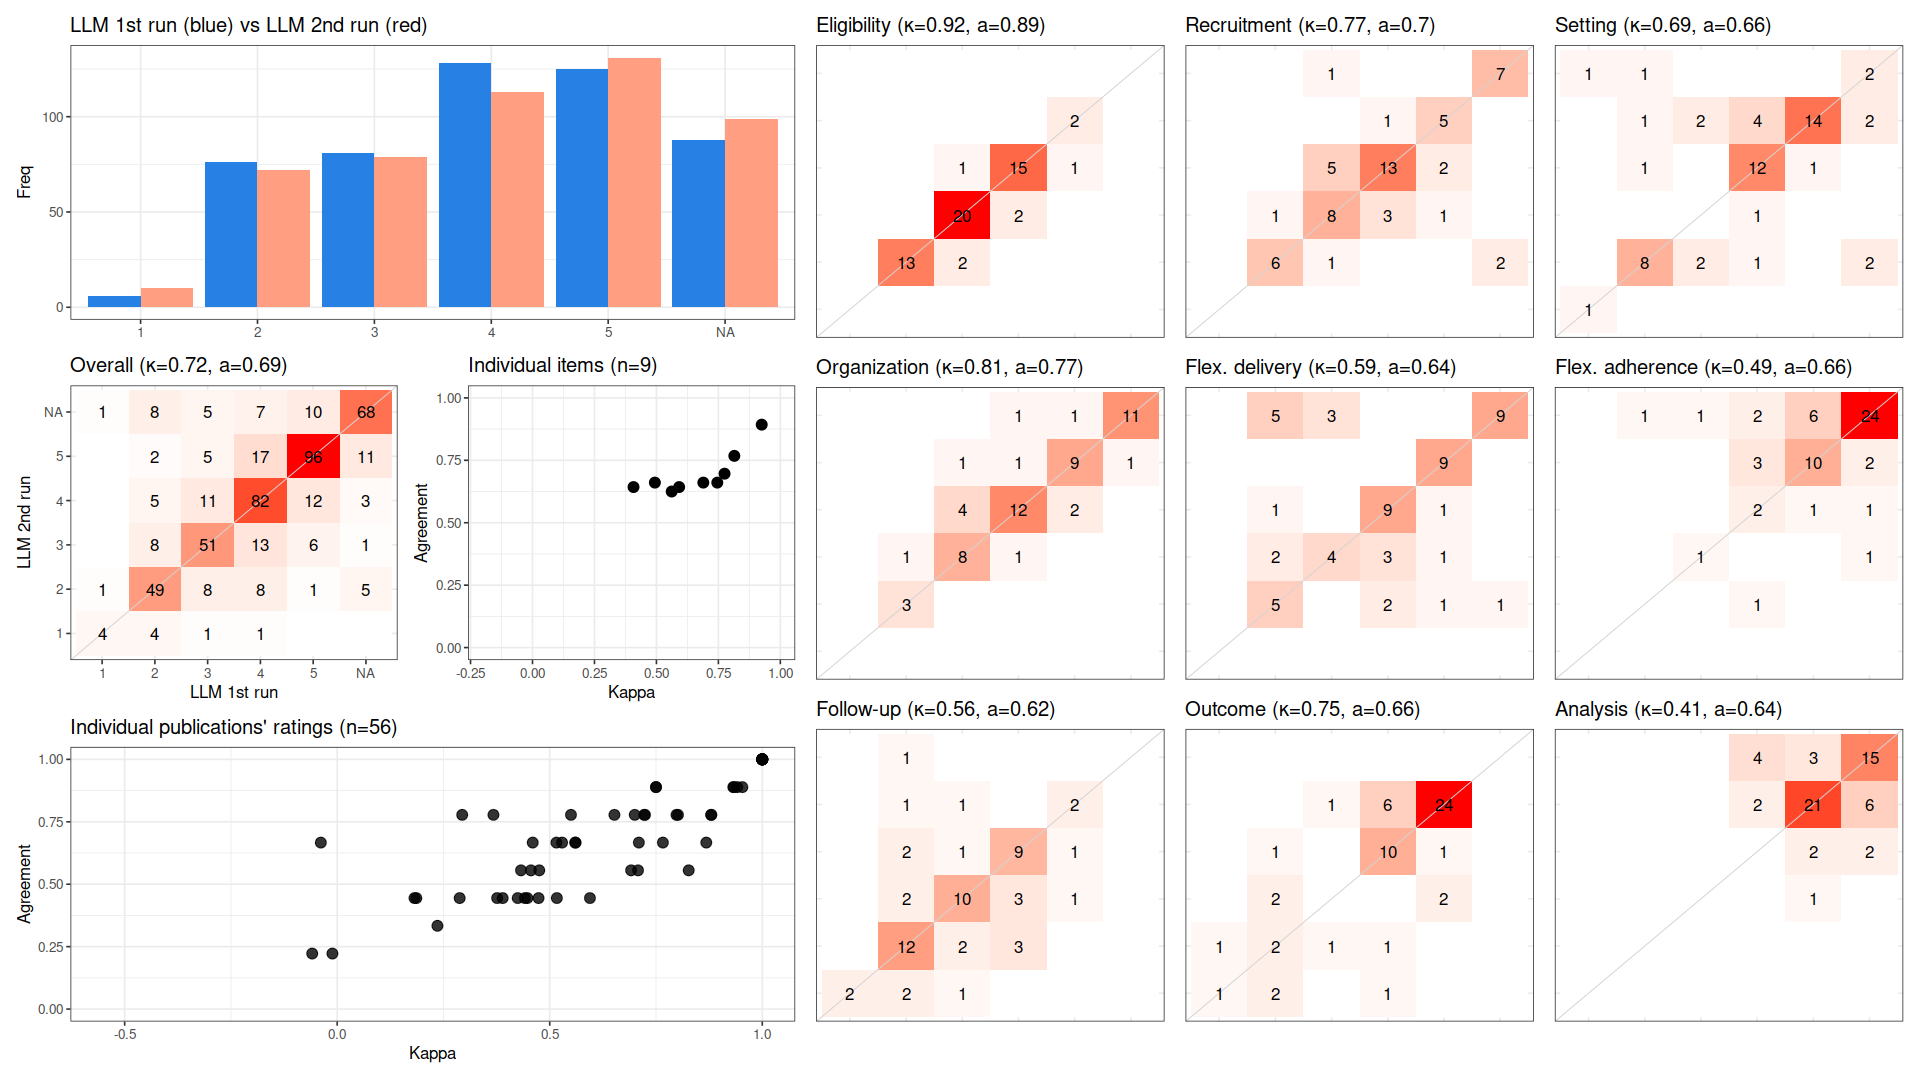 LLM 1st run (blue) vs LLM 2nd run (red)
Freq
100
50
0
1 2 3 4 5 NA
Overall (κ=0.72, a=0.69)
LLM 2nd run
NA 1 8 5 7 10 68
5 2 5 17 96 11
4 5 11 82 12 3
3 8 51 13 6 1
2 1 49 8 8 1 5
1 4 4 1 1
1 2 3 4 5 NA
LLM 1st run
Individual items (n=9)
Agreement
1.00
0.75
0.50
0.25
0.00
-0.25 0.00 0.25 0.50 0.75 1.00
Kappa
Individual publications' ratings (n=56)
Agreement
1.00
0.75
0.50
0.25
0.00
-0.5 0.0 0.5 1.0
Kappa
Eligibility (κ=0.92, a=0.89)
2
1 15 1
20 2
13 2
Recruitment (κ=0.77, a=0.7)
1 7
1 5
5 13 2
1 8 3 1
6 1 2
Setting (κ=0.69, a=0.66)
1 1 2
1 2 4 14 2
1 12 1
1
8 2 1 2
1
Organization (κ=0.81, a=0.77)
1 1 11
1 1 9 1
4 12 2
1 8 1
3
Flex. delivery (κ=0.59, a=0.64)
5 3 9
9
1 9 1
2 4 3 1
5 2 1 1
Flex. adherence (κ=0.49, a=0.66)
1 1 2 6 24
3 10 2
2 1 1
1 1
1
Follow-up (κ=0.56, a=0.62)
1
1 1 2
2 1 9 1
2 10 3 1
12 2 3
2 2 1
Outcome (κ=0.75, a=0.66)
1 6 24
1 10 1
2 2
1 2 1 1
1 2 1
Analysis (κ=0.41, a=0.64)
4 3 15
2 21 6
2 2
1